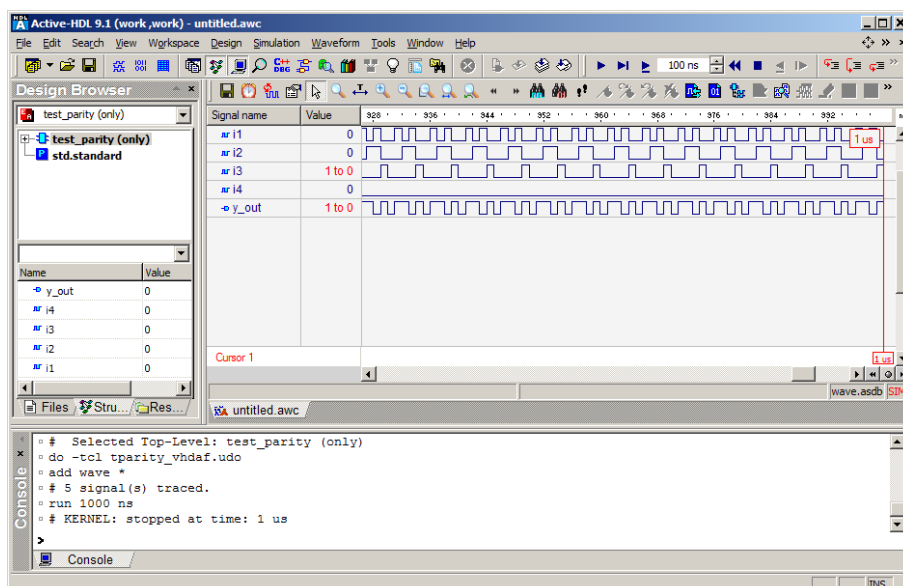 Active-HDL 9.1 (work ,work) - untitled.awc
File Edit Search View Workspace Design Simulation Waveform Tools Window Help
100 ns
Design Browser
test_parity (only)
test_parity (only)
std.standard
Name Value
y_out 0
i4 0
i3 0
i2 0
i1 0
Files Stru... Res...
Signal name Value 328 336 344 352 360 368 376 384 392
i1 0
1 us
i2 0
i3 1 to 0
i4 0
y_out 1 to 0
Cursor 1
1 us
wave.asdb SIM
untitled.awc
Console
# Selected Top-Level: test_parity (only)
do -tcl tparity_vhdaf.udo
add wave *
# 5 signal(s) traced.
run 1000 ns
# KERNEL: stopped at time: 1 us
>
Console
INS